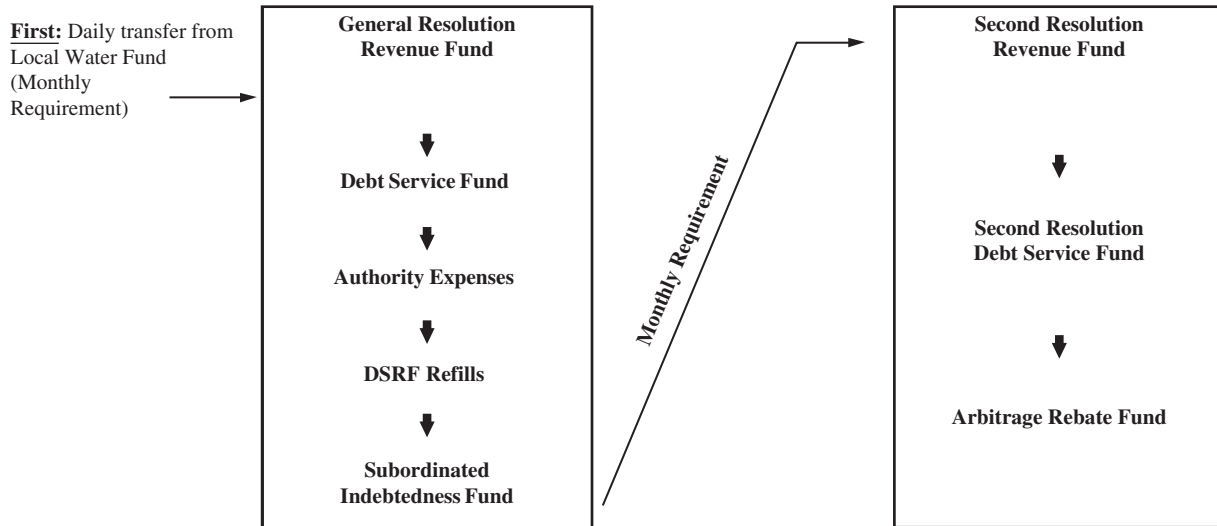 First: Daily transfer from
Local Water Fund
(Monthly
Requirement)
General Resolution
Revenue Fund
Debt Service Fund
Authority Expenses
DSRF Refills
Subordinated
Indebtedness Fund
Monthly Requirement
Second Resolution
Revenue Fund
Second Resolution
Debt Service Fund
Arbitrage Rebate Fund